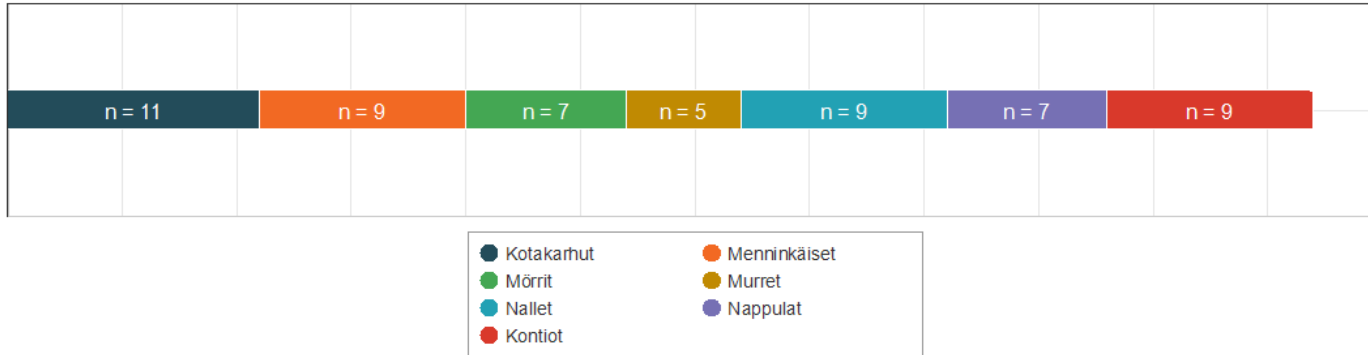 n = 11 n = 9 n = 7 n = 5 n = 9 n = 7 n = 9
Kotakarhut Menninkäiset
Mörrit Murret
Nallet Nappulat
Kontiot